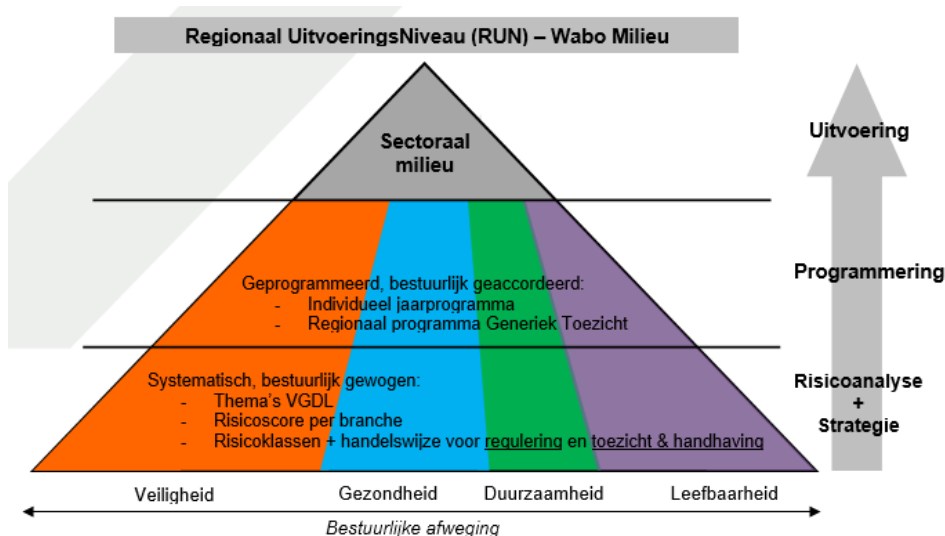 Regionaal UitvoeringsNiveau (RUN) – Wabo Milieu
Sectoraal
milieu
Uitvoering
Geprogrammeerd, bestuurlijk geaccordeerd:
- Individueel jaarprogramma
- Regionaal programma Generiek Toezicht
Programmering
Systematisch, bestuurlijk gewogen:
- Thema's VGDL
- Risicoscore per branche
- Risicoklassen + handelswijze voor regulering en toezicht & handhaving
Risicoanalyse
+
Strategie
Veiligheid Gezondheid Duurzaamheid Leefbaarheid
Bestuurlijke afweging